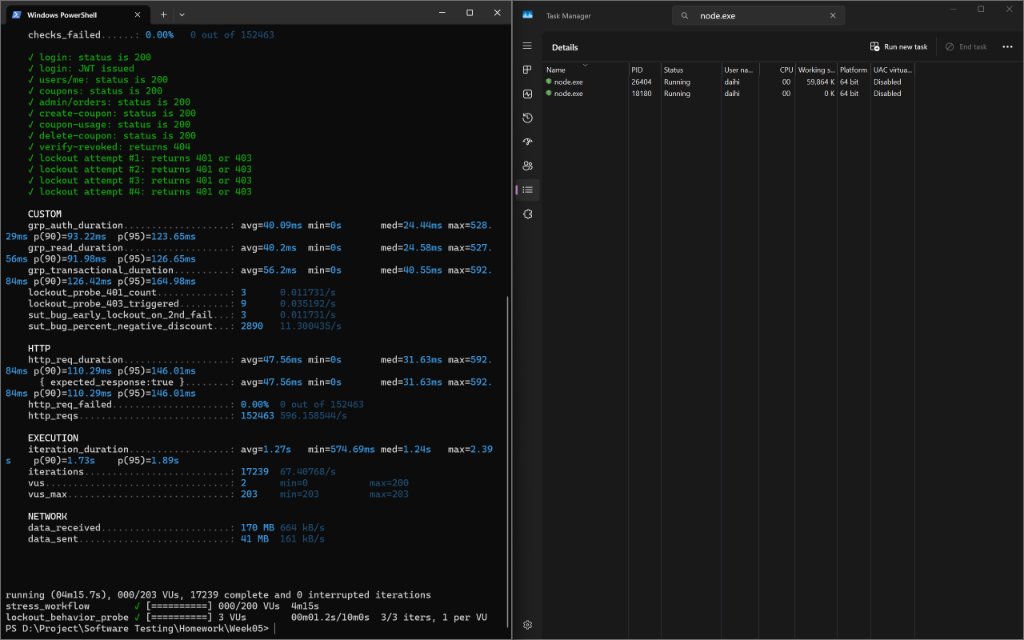 Windows PowerShell
checks_failed......: 0.00% 0 out of 152463
✓ login: status is 200
✓ login: JWT issued
✓ users/me: status is 200
✓ coupons: status is 200
✓ admin/orders: status is 200
✓ create-coupon: status is 200
✓ coupon-usage: status is 200
✓ delete-coupon: status is 200
✓ verify-revoked: returns 404
✓ lockout attempt #1: returns 401 or 403
✓ lockout attempt #2: returns 401 or 403
✓ lockout attempt #3: returns 401 or 403
✓ lockout attempt #4: returns 401 or 403
CUSTOM
grp_auth_duration...................: avg=40.09ms min=0s med=24.44ms max=528.
29ms p(90)=93.22ms p(95)=123.65ms
grp_read_duration...................: avg=40.2ms min=0s med=24.58ms max=527.
56ms p(90)=91.98ms p(95)=126.65ms
grp_transactional_duration..........: avg=56.2ms min=0s med=40.55ms max=592.
84ms p(90)=126.42ms p(95)=164.98ms
lockout_probe_401_count.............: 3 0.011731/s
lockout_probe_403_triggered.........: 9 0.035192/s
sut_bug_early_lockout_on_2nd_fail...: 3 0.011731/s
sut_bug_percent_negative_discount...: 2890 11.300435/s
HTTP
http_req_duration...................: avg=47.56ms min=0s med=31.63ms max=592.
84ms p(90)=110.29ms p(95)=146.01ms
{ expected_response:true }........: avg=47.56ms min=0s med=31.63ms max=592.
84ms p(90)=110.29ms p(95)=146.01ms
http_req_failed.....................: 0.00% 0 out of 152463
http_reqs...........................: 152463 596.158544/s
EXECUTION
iteration_duration..................: avg=1.27s min=574.69ms med=1.24s max=2.39
s p(90)=1.73s p(95)=1.89s
iterations..........................: 17239 67.40768/s
vus.................................: 2 min=0 max=200
vus_max.............................: 203 min=203 max=203
NETWORK
data_received.......................: 170 MB 664 kB/s
data_sent...........................: 41 MB 161 kB/s
running (04m15.7s), 000/203 VUs, 17239 complete and 0 interrupted iterations
stress_workflow ✓ [==========] 000/200 VUs 4m15s
lockout_behavior_probe ✓ [==========] 3 VUs 00m01.2s/10m0s 3/3 iters, 1 per VU
PS D:\Project\Software Testing\Homework\Week05>
Task Manager
node.exe
Details
Run new task
End task
Name PID Status User na... CPU Working s... Platform UAC virtua...
node.exe 26404 Running daihi 00 59,864 K 64 bit Disabled
node.exe 18180 Running daihi 00 0 K 64 bit Disabled